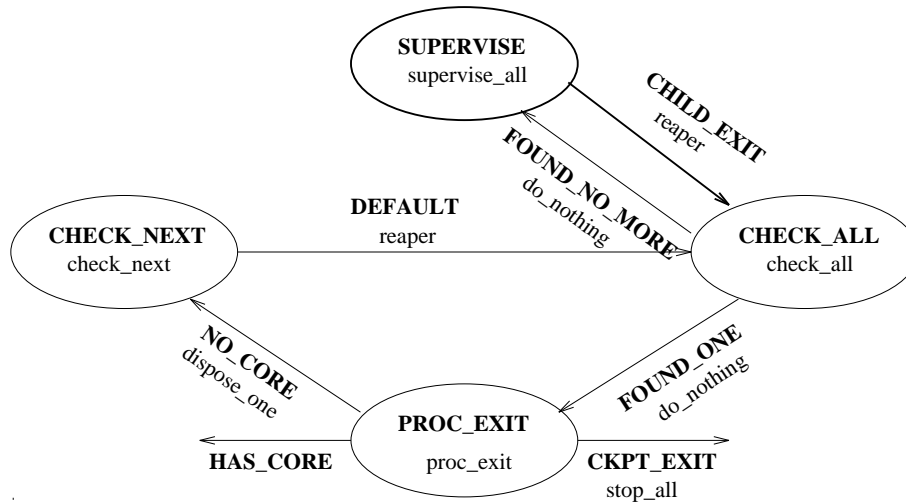 SUPERVISE
supervise_all
CHILD_EXIT
reaper
FOUND_NO_MORE
do_nothing
DEFAULT
reaper
CHECK_NEXT
check_next
CHECK_ALL
check_all
NO_CORE
dispose_one
FOUND_ONE
do_nothing
PROC_EXIT
proc_exit
HAS_CORE
CKPT_EXIT
stop_all